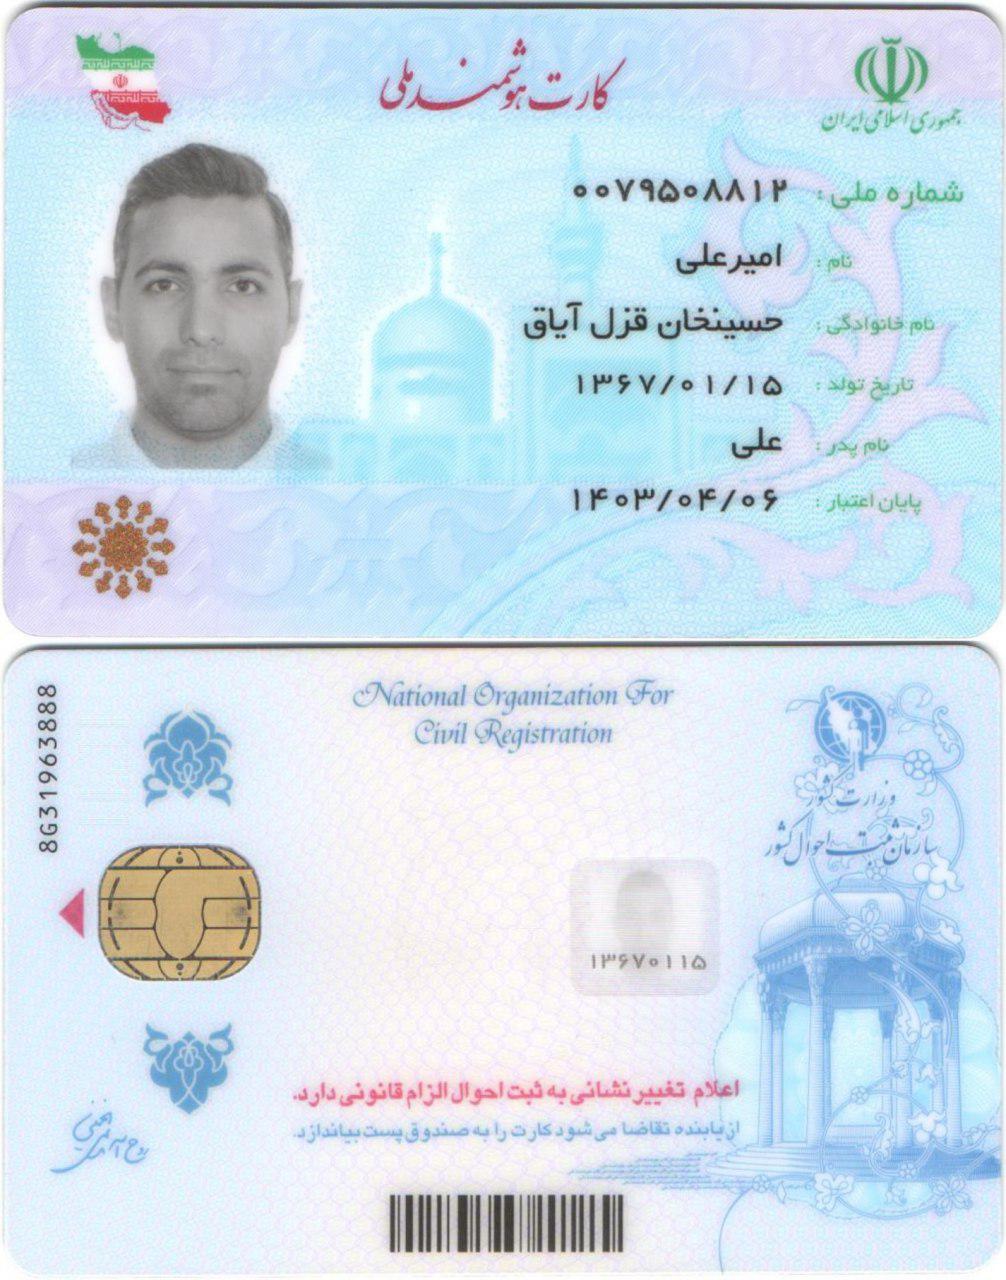 کارت هوشمند ملی
جمهوری اسلامی ایران
شماره ملی : ۰۰۷۹۵۰۸۸۱۲
نام : امیرعلی
نام خانوادگی : حسینخان قزل آیاق
تاریخ تولد : ۱۳۶۷/۰۱/۱۵
نام پدر : علی
پایان اعتبار : ۱۴۰۳/۰۴/۰۶
8G31963888
National Organization For
Civil Registration
وزارت کشور
سازمان ثبت احوال کشور
۱۳۶۷۰۱۱۵
اعلام تغییر نشانی به ثبت احوال الزام قانونی دارد.
از یابنده تقاضا می شود کارت را به صندوق پست بیاندازد.